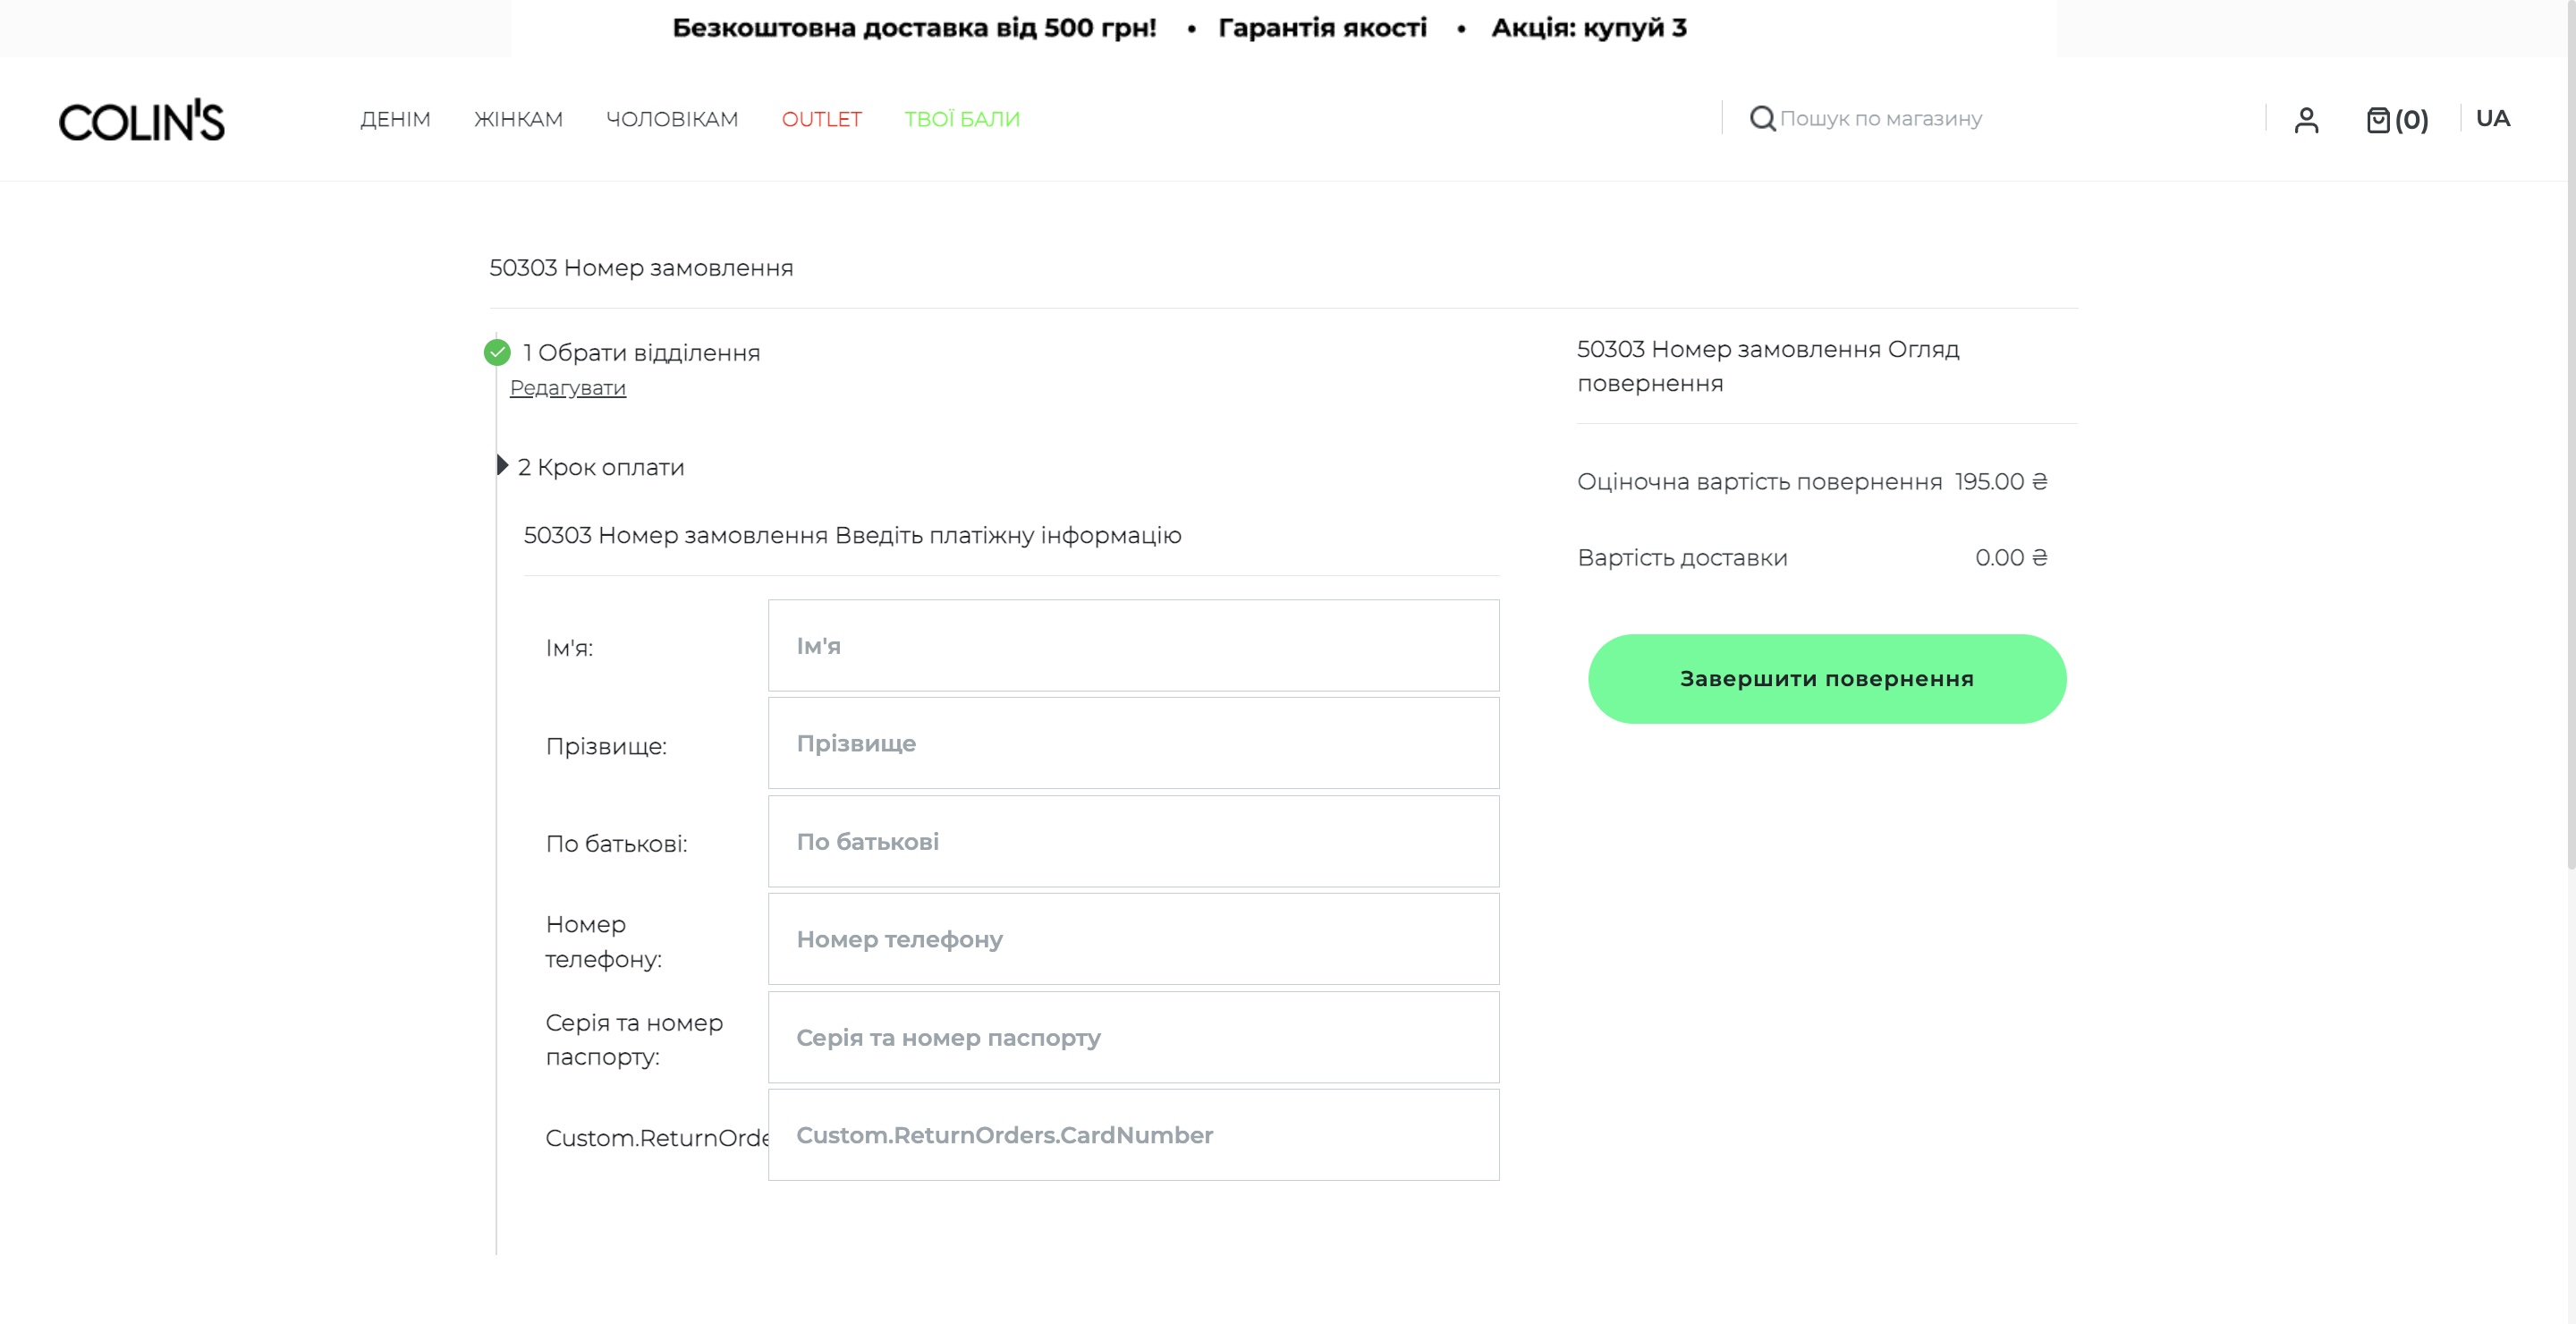 Безкоштовна доставка від 500 грн! • Гарантія якості • Акція: купуй 3
COLIN'S ДЕНІМ ЖІНКАМ ЧОЛОВІКАМ OUTLET ТВОЇ БАЛИ Пошук по магазину (0) UA
50303 Номер замовлення
1 Обрати відділення
Редагувати
2 Крок оплати
50303 Номер замовлення Введіть платіжну інформацію
Ім'я: Ім'я
Прізвище: Прізвище
По батькові: По батькові
Номер
телефону:
Номер телефону
Серія та номер
паспорту:
Серія та номер паспорту
Custom.ReturnOrde Custom.ReturnOrders.CardNumber
50303 Номер замовлення Огляд
повернення
Оціночна вартість повернення 195.00 ₴
Вартість доставки 0.00 ₴
Завершити повернення